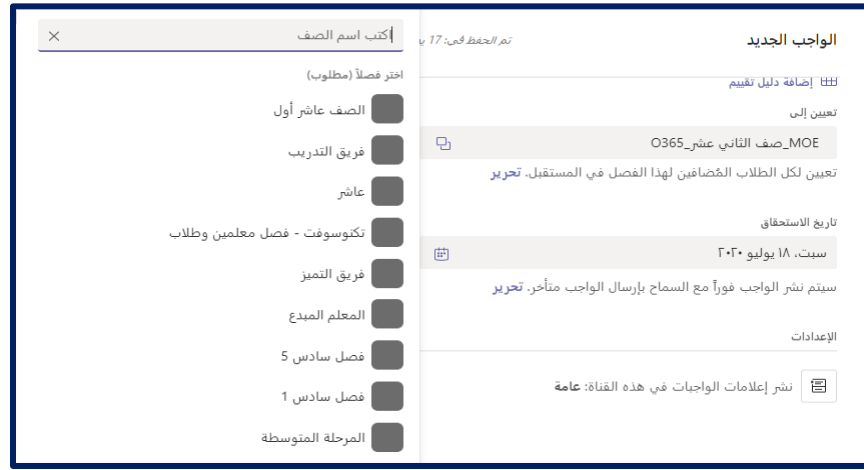 الواجب الجديد
تم الحفظ في: 17
إضافة دليل تقييم
تعيين إلى
MOE_صف الثاني عشر_O365
تعيين لكل الطلاب المُضافين لهذا الفصل في المستقبل. تحرير
تاريخ الاستحقاق
سبت، ١٨ يوليو ٢٠٢٠
سيتم نشر الواجب فوراً مع السماح بإرسال الواجب متأخر. تحرير
الإعدادات
نشر إعلامات الواجبات في هذه القناة: عامة
اكتب اسم الصف
اختر فصلاً (مطلوب)
الصف عاشر أول
فريق التدريب
عاشر
تكنوسوفت - فصل معلمين وطلاب
فريق التميز
المعلم المبدع
فصل سادس 5
فصل سادس 1
المرحلة المتوسطة